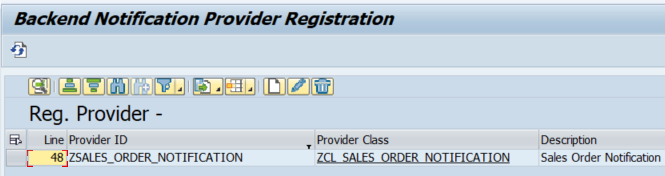 Backend Notification Provider Registration
Reg. Provider -
Line Provider ID Provider Class Description
48 ZSALES_ORDER_NOTIFICATION ZCL_SALES_ORDER_NOTIFICATION Sales Order Notification